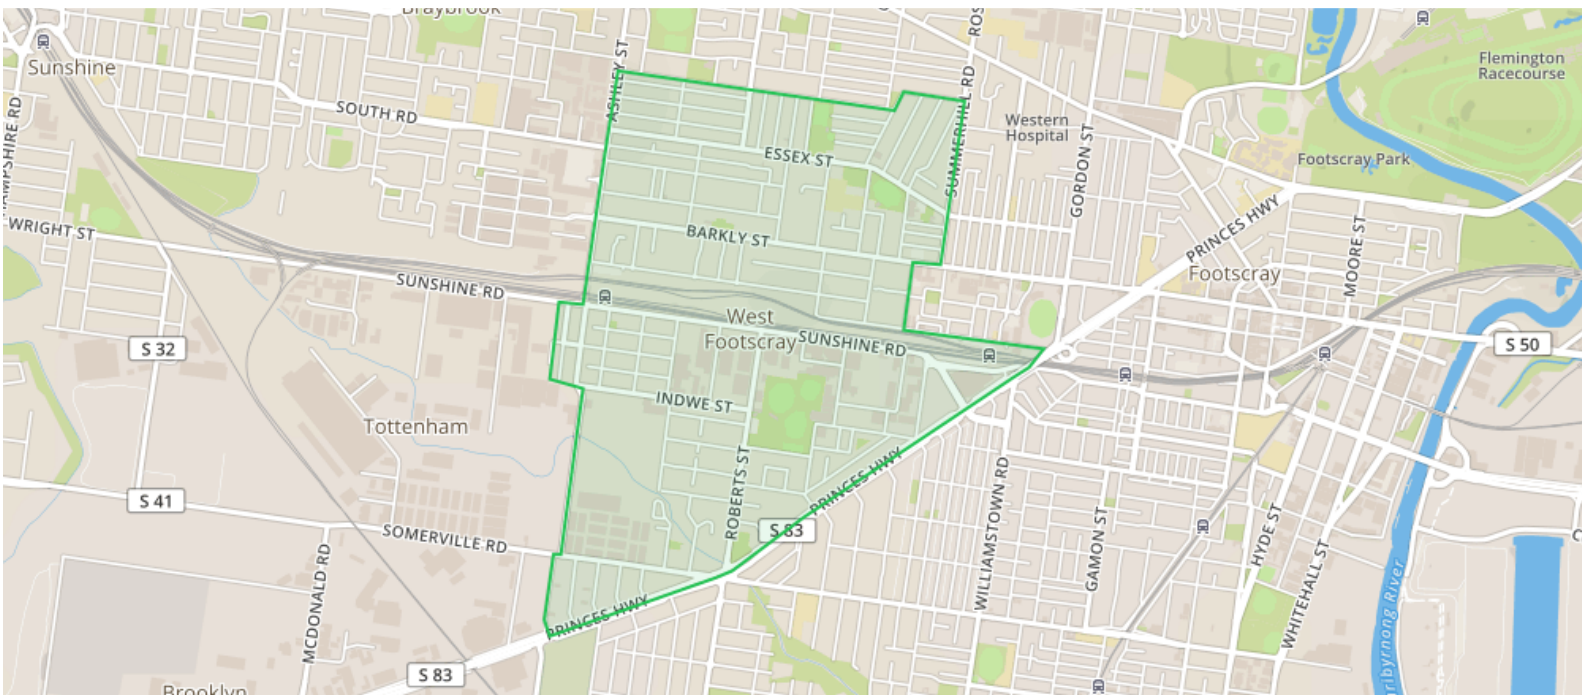 Braybrook
Sunshine
SOUTH RD
ASHLEY ST
SUMMERHILL RD
ROS
Western
Hospital
GORDON ST
Flemington
Racecourse
Footscray Park
HAMPSHIRE RD
WRIGHT ST
ESSEX ST
BARKLY ST
PRINCES HWY
Footscray
MOORE ST
SUNSHINE RD
West
Footscray
SUNSHINE RD
S 32
S 50
INDWE ST
Tottenham
ROBERTS ST
PRINCES HWY
S 83
S 41
SOMERVILLE RD
WILLIAMSTOWN RD
GAMON ST
HYDE ST
WHITEHALL ST
MCDONALD RD
PRINCES HWY
S 83
ribyrnong River
Brooklyn